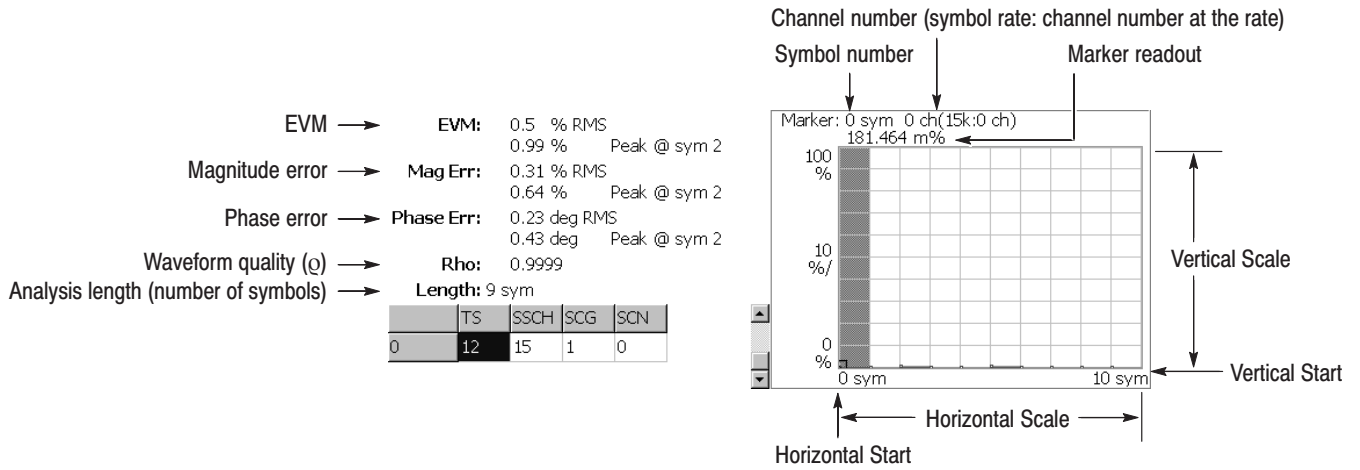 EVM
Magnitude error
Phase error
Waveform quality (ϱ)
Analysis length (number of symbols)
EVM: 0.5 % RMS
0.99 % Peak @ sym 2
Mag Err: 0.31 % RMS
0.64 % Peak @ sym 2
Phase Err: 0.23 deg RMS
0.43 deg Peak @ sym 2
Rho: 0.9999
Length: 9 sym
TS SSCH SCG SCN
0 12 15 1 0
Channel number (symbol rate: channel number at the rate)
Symbol number
Marker readout
Marker: 0 sym 0 ch(15k:0 ch)
181.464 m%
100
%
10
%/
0
%
0 sym 10 sym
Vertical Scale
Vertical Start
Horizontal Scale
Horizontal Start